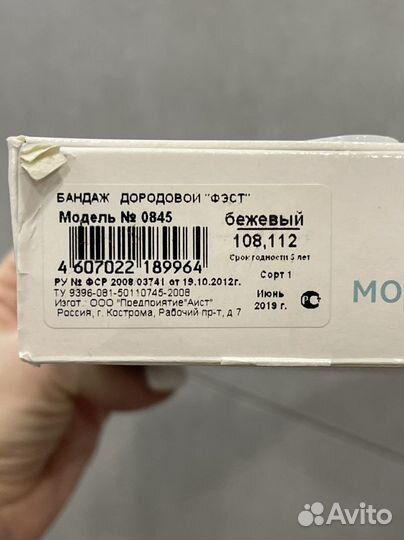 БАНДАЖ ДОРОДОВОЙ "ФЭСТ"
Модель № 0845
бежевый
108,112
Срок годности 5 лет
4 607022 189964
Сорт 1
РУ № ФСР 2008/03741 от 19.10.2012г.
ТУ 9396-081-50110745-2008
Изгот.: ООО "Предприятие"Аист"
Россия, г. Кострома, Рабочий пр-т, д 7
Июнь
2019 г.
РСТ
МО
Avito